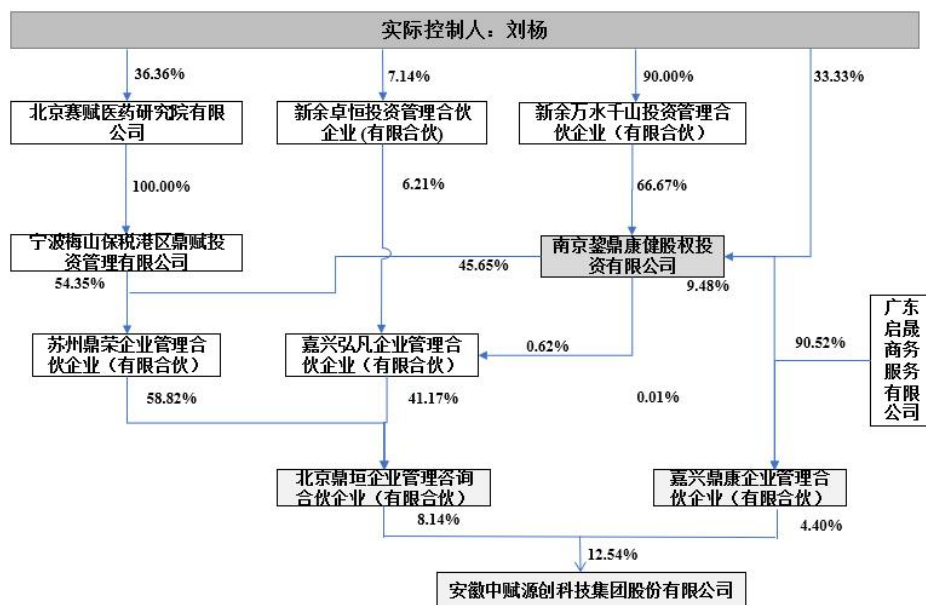 实际控制人：刘杨
36.36%
7.14%
90.00%
33.33%
北京赛赋医药研究院有限
公司
新余卓恒投资管理合伙
企业(有限合伙)
新余万水千山投资管理合
伙企业（有限合伙）
100.00%
6.21%
66.67%
宁波梅山保税港区鼎赋投
资管理有限公司
南京鋆鼎康健股权投
资有限公司
54.35%
45.65%
9.48%
苏州鼎荣企业管理合
伙企业（有限合伙）
嘉兴弘凡企业管理合
伙企业（有限合伙）
0.62%
90.52%
广东
启晟
商务
服务
有限
公司
58.82%
41.17%
0.01%
北京鼎垣企业管理咨询
合伙企业（有限合伙）
嘉兴鼎康企业管理合
伙企业（有限合伙）
8.14%
4.40%
12.54%
安徽中赋源创科技集团股份有限公司